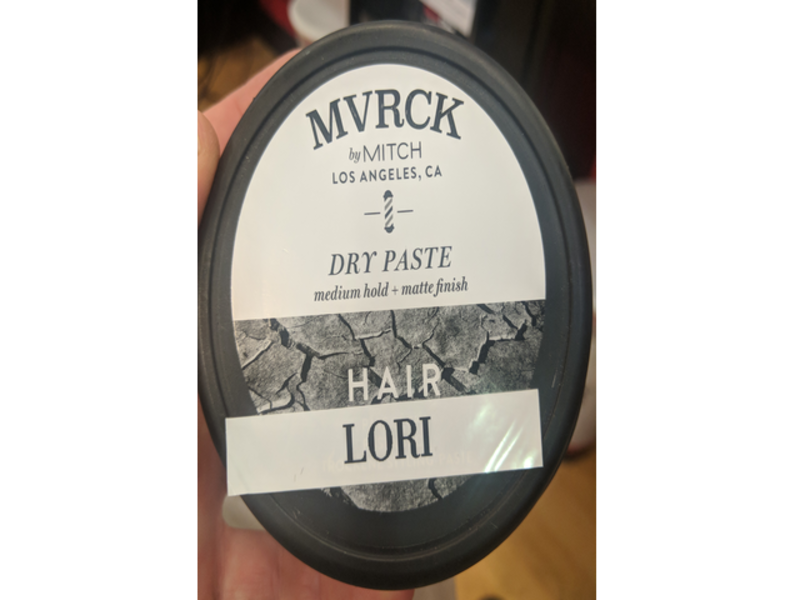 MVRCK
by MITCH
LOS ANGELES, CA
DRY PASTE
medium hold + matte finish
HAIR
LORI